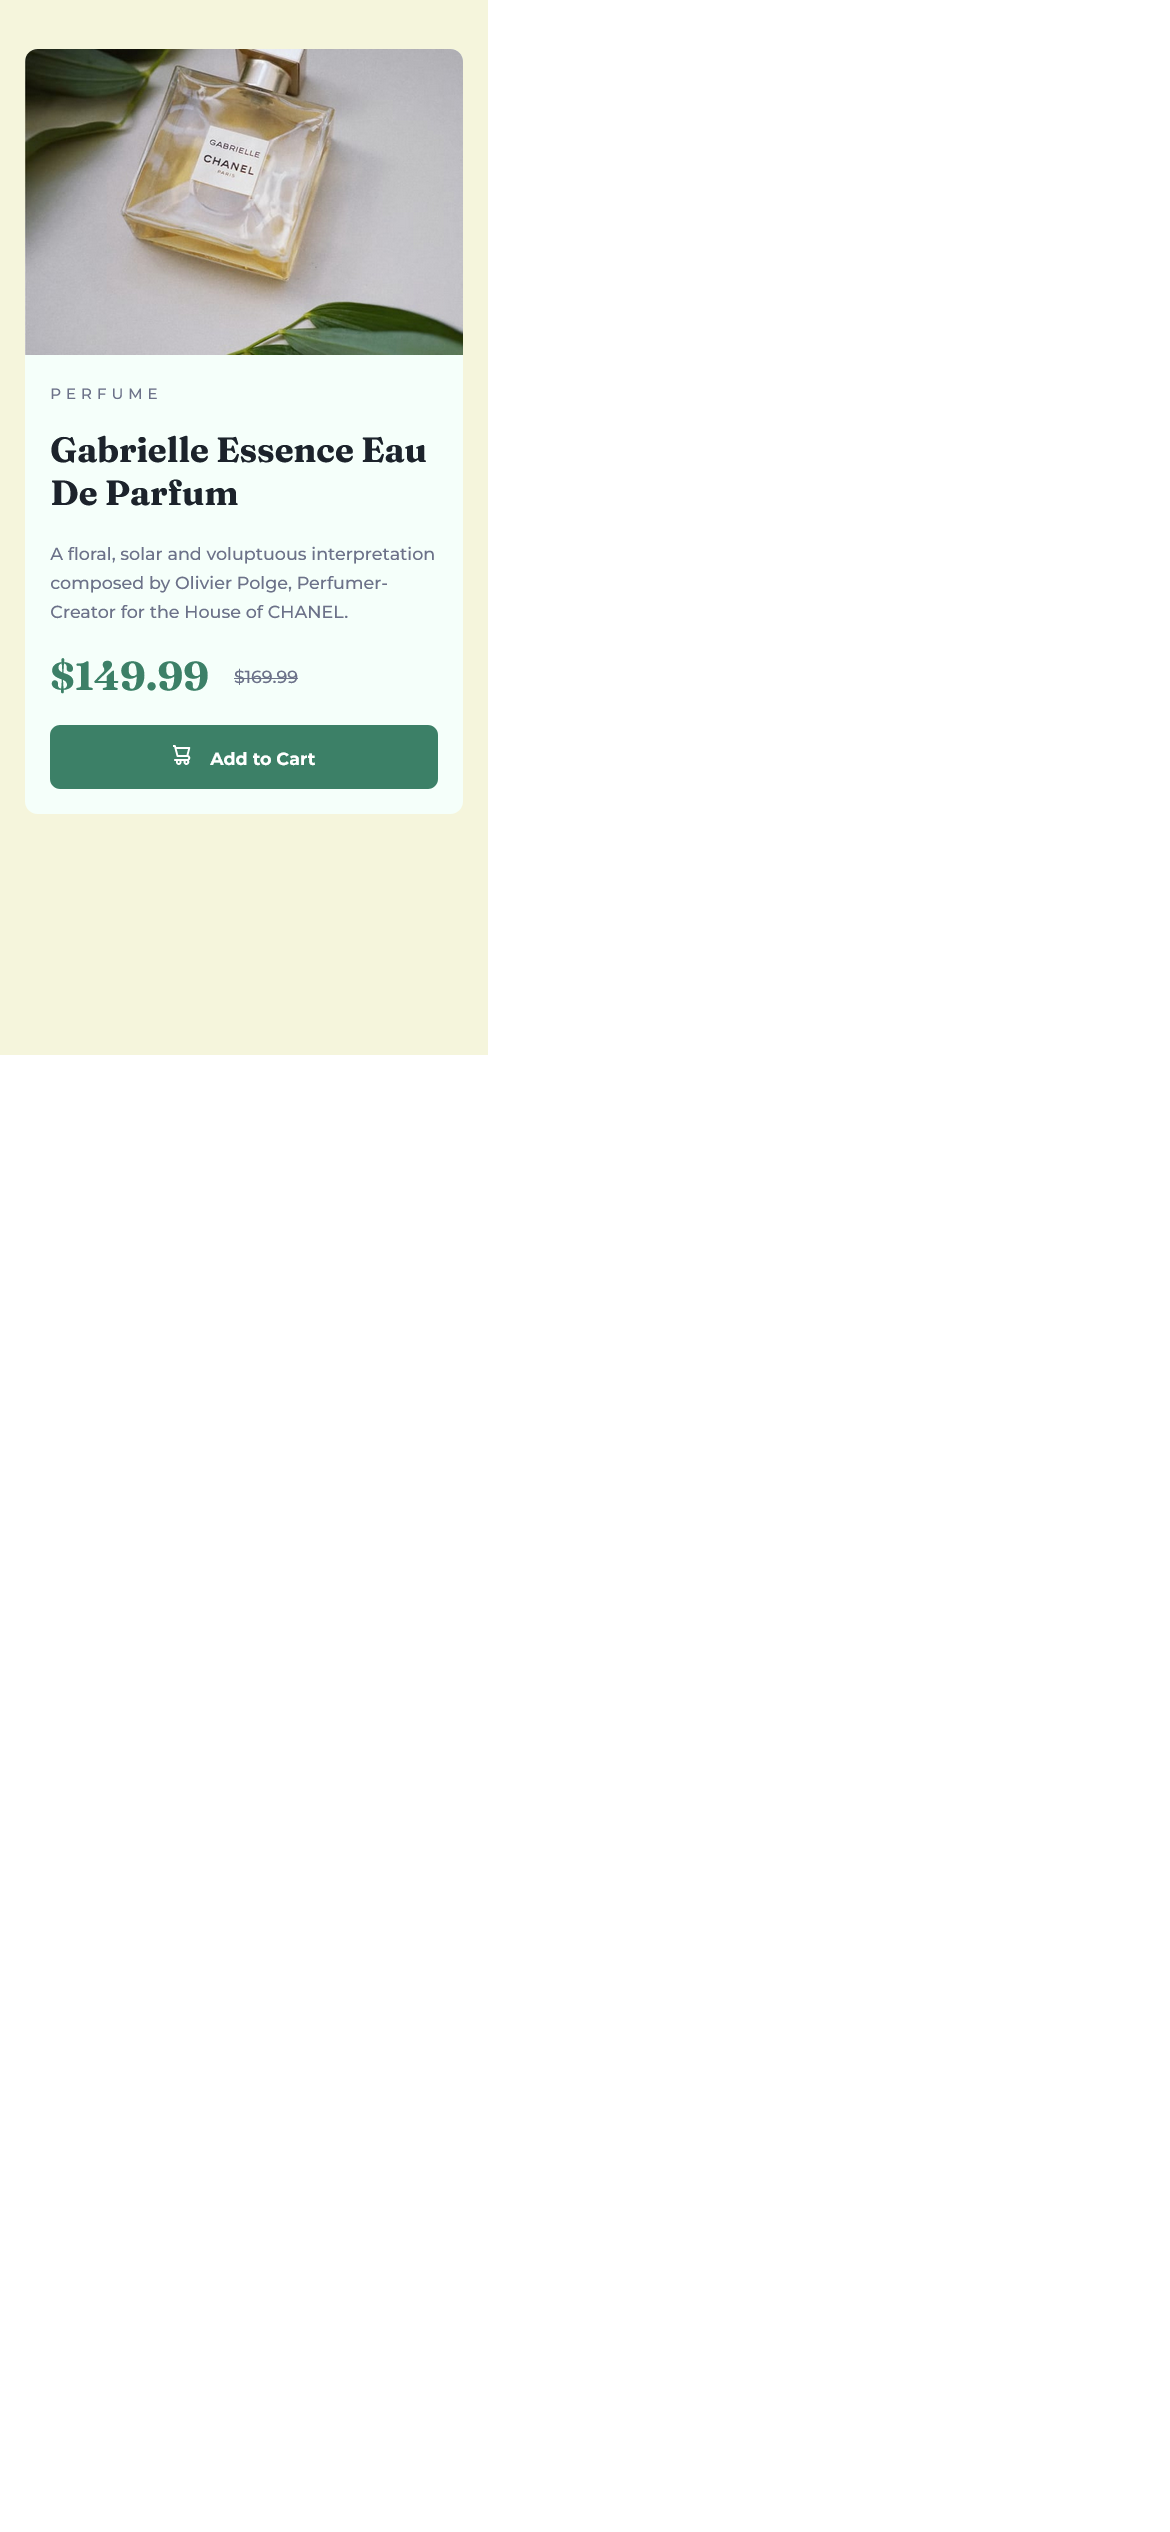 GABRIELLE
CHANEL
PARIS
PERFUME
Gabrielle Essence Eau
De Parfum
A floral, solar and voluptuous interpretation
composed by Olivier Polge, Perfumer-
Creator for the House of CHANEL.
$149.99 $169.99
Add to Cart